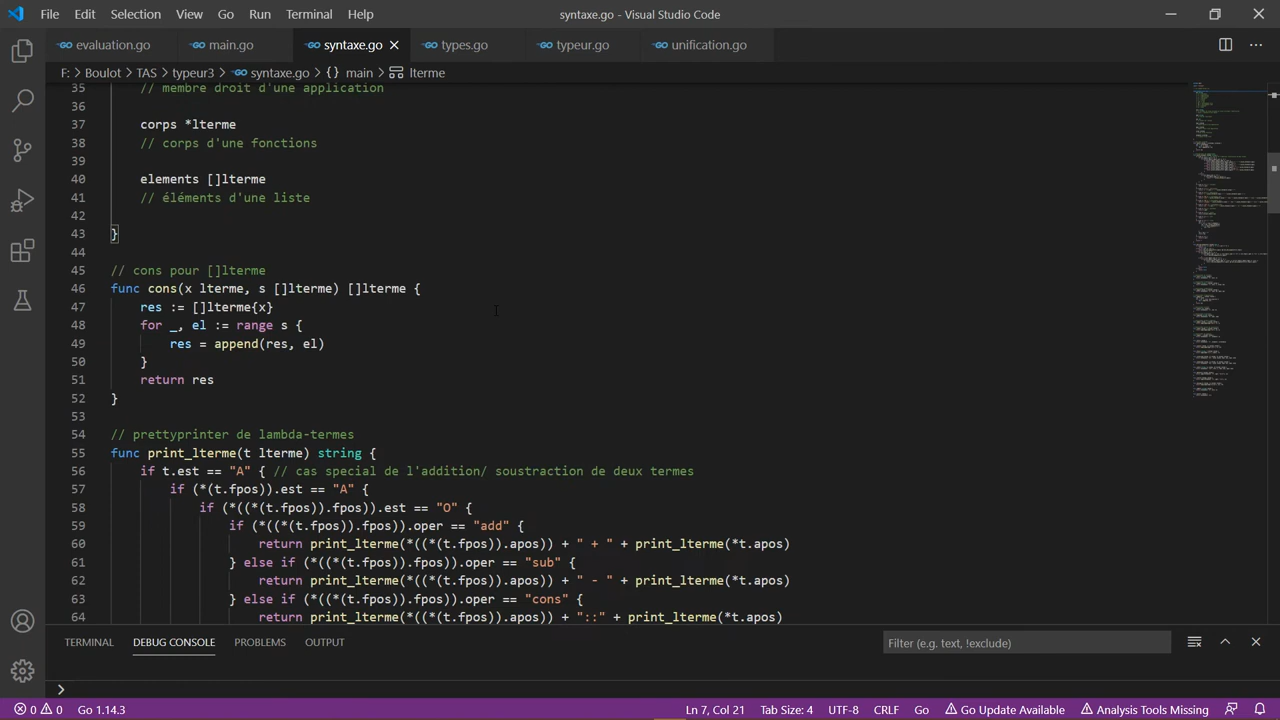 File Edit Selection View Go Run Terminal Help
syntaxe.go - Visual Studio Code
evaluation.go main.go syntaxe.go types.go typeur.go unification.go
F: > Boulot > TAS > typeur3 > syntaxe.go > {} main > lterme
35 // membre droit d'une application
36
37 corps *lterme
38 // corps d'une fonctions
39
40 elements []lterme
41 // éléments d'une liste
42
43 }
44
45 // cons pour []lterme
46 func cons(x lterme, s []lterme) []lterme {
47 res := []lterme{x}
48 for _, el := range s {
49 res = append(res, el)
50 }
51 return res
52 }
53
54 // prettyprinter de lambda-termes
55 func print_lterme(t lterme) string {
56 if t.est == "A" { // cas special de l'addition/ soustraction de deux termes
57 if (*(t.fpos)).est == "A" {
58 if (*((*(t.fpos)).fpos)).est == "O" {
59 if (*((*(t.fpos)).fpos)).oper == "add" {
60 return print_lterme(*((*(t.fpos)).apos)) + " + " + print_lterme(*t.apos)
61 } else if (*((*(t.fpos)).fpos)).oper == "sub" {
62 return print_lterme(*((*(t.fpos)).apos)) + " - " + print_lterme(*t.apos)
63 } else if (*((*(t.fpos)).fpos)).oper == "cons" {
64 return print_lterme(*((*(t.fpos)).apos)) + "::" + print_lterme(*t.apos)
TERMINAL DEBUG CONSOLE PROBLEMS OUTPUT
Filter (e.g. text, !exclude)
>
0 0 Go 1.14.3 Ln 7, Col 21 Tab Size: 4 UTF-8 CRLF Go Go Update Available Analysis Tools Missing